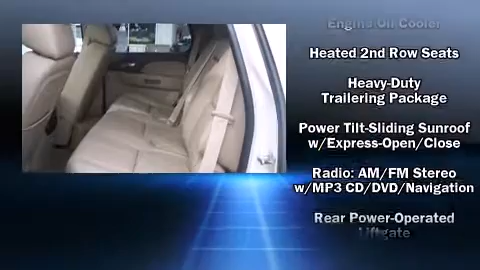 Engine Oil Cooler
Heated 2nd Row Seats
Heavy-Duty
Trailering Package
Power Tilt-Sliding Sunroof
w/Express-Open/Close
Radio: AM/FM Stereo
w/MP3 CD/DVD/Navigation
Rear Power-Operated
Liftgate